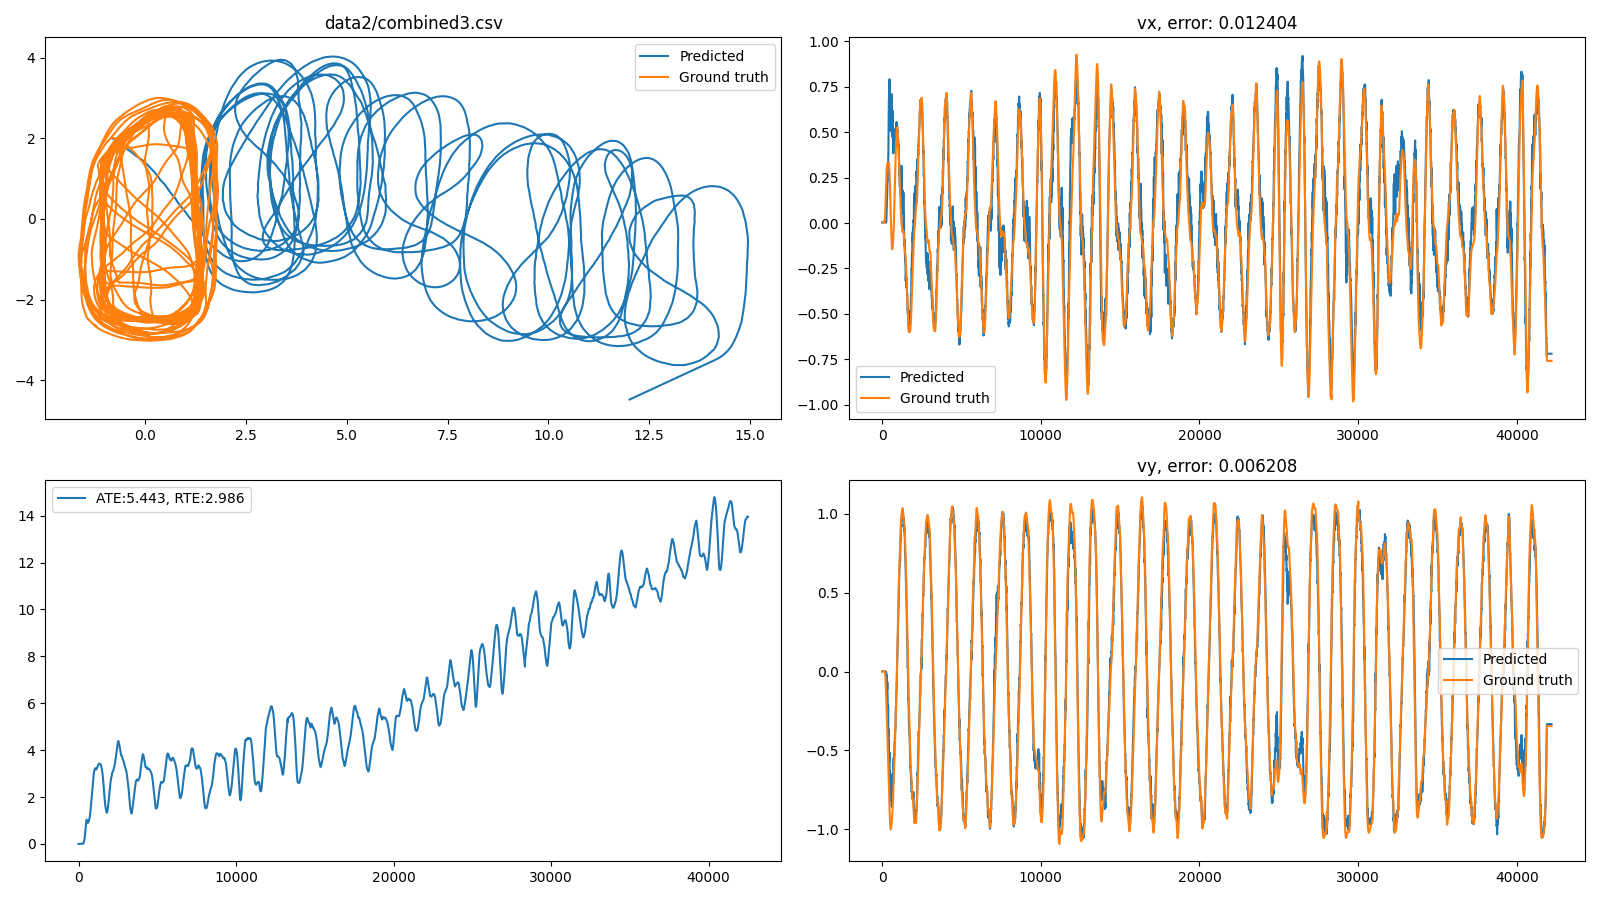 data2/combined3.csv
Predicted
Ground truth
4
2
0
−2
−4
0.0 2.5 5.0 7.5 10.0 12.5 15.0
vx, error: 0.012404
1.00
0.75
0.50
0.25
0.00
−0.25
−0.50
−0.75
−1.00
Predicted
Ground truth
0 10000 20000 30000 40000
ATE:5.443, RTE:2.986
14
12
10
8
6
4
2
0
0 10000 20000 30000 40000
vy, error: 0.006208
1.0
0.5
0.0
−0.5
−1.0
Predicted
Ground truth
0 10000 20000 30000 40000